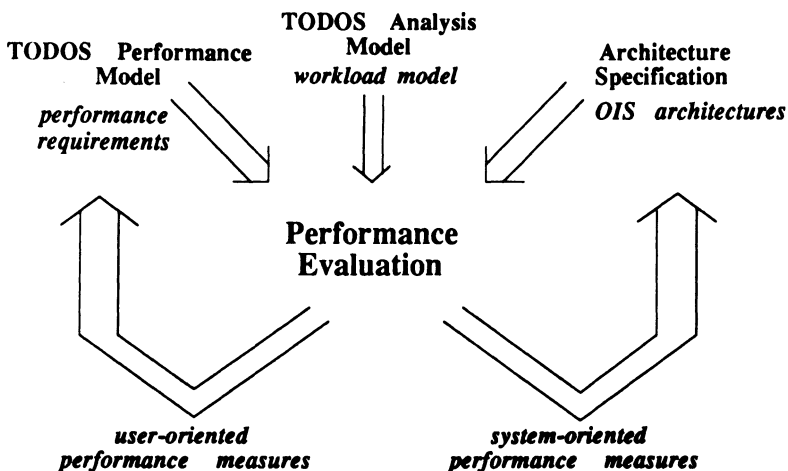 TODOS Performance
Model
performance
requirements
TODOS Analysis
Model
workload model
Architecture
Specification
OIS architectures
Performance
Evaluation
user-oriented
performance measures
system-oriented
performance measures